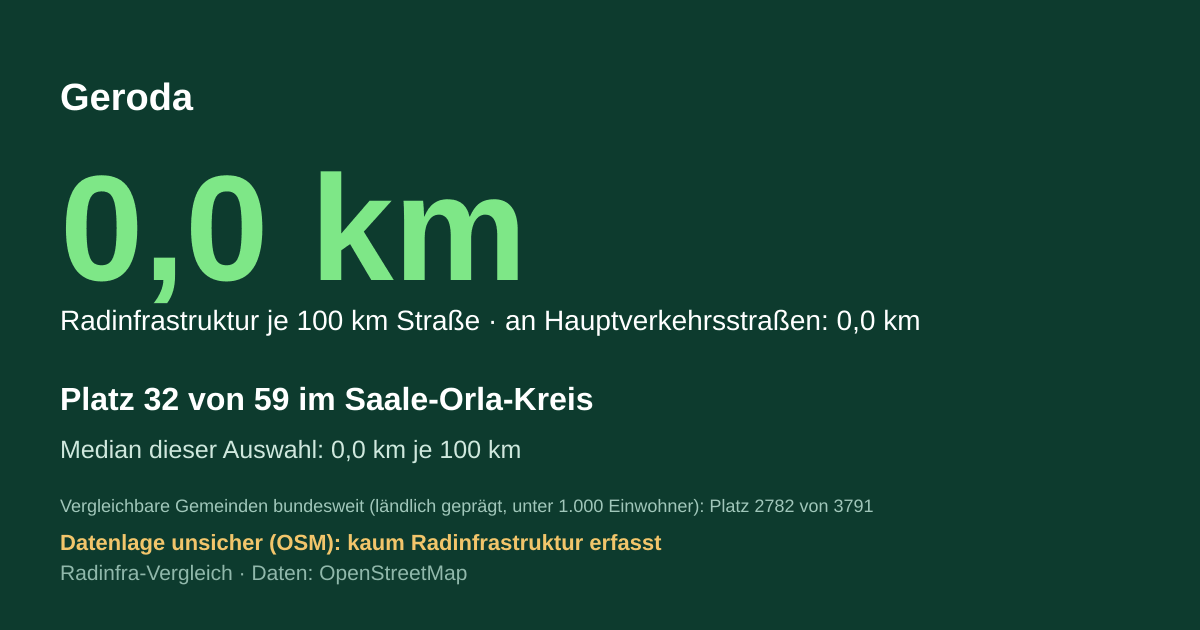 Geroda
0,0 km
Radinfrastruktur je 100 km Straße · an Hauptverkehrsstraßen: 0,0 km
Platz 32 von 59 im Saale-Orla-Kreis
Median dieser Auswahl: 0,0 km je 100 km
Vergleichbare Gemeinden bundesweit (ländlich geprägt, unter 1.000 Einwohner): Platz 2782 von 3791
Datenlage unsicher (OSM): kaum Radinfrastruktur erfasst
Radinfra-Vergleich · Daten: OpenStreetMap